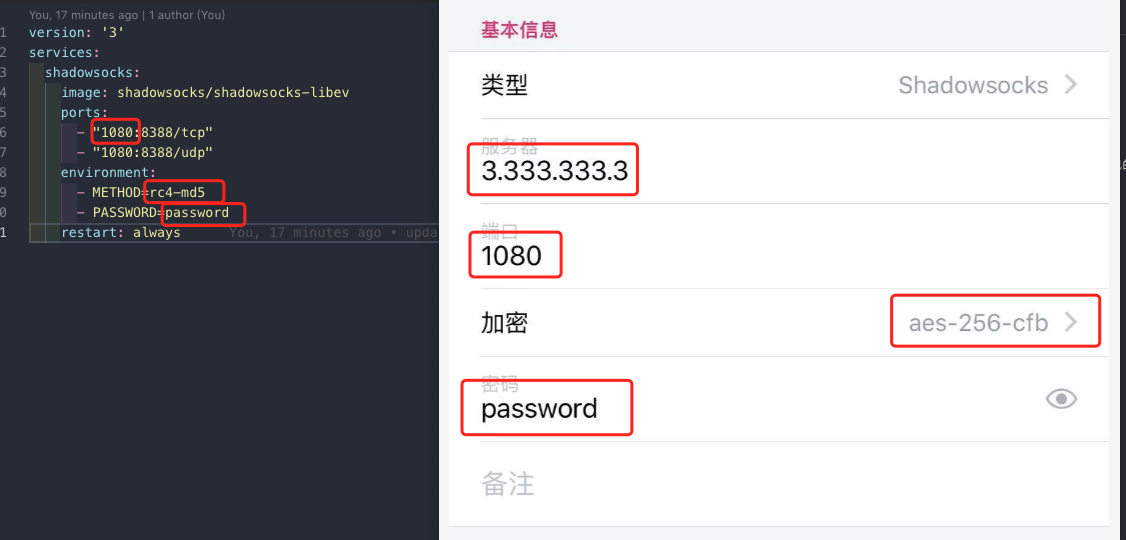 You, 17 minutes ago | 1 author (You)
1 version: '3'
2 services:
3 shadowsocks:
4 image: shadowsocks/shadowsocks-libev
5 ports:
6 - "1080:8388/tcp"
7 - "1080:8388/udp"
8 environment:
9 - METHOD=rc4-md5
0 - PASSWORD=password
1 restart: always You, 17 minutes ago • upda
基本信息
类型 Shadowsocks
服务器
3.333.333.3
端口
1080
加密 aes-256-cfb
密码
password
备注